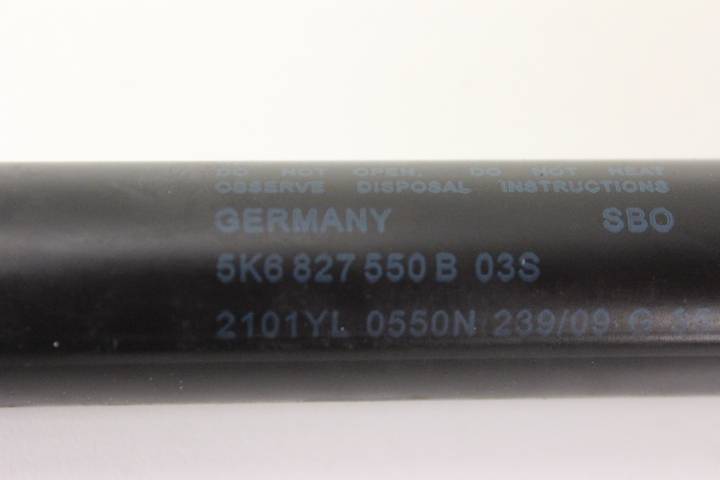 DO NOT OPEN. DO NOT HEAT
OBSERVE DISPOSAL INSTRUCTIONS
GERMANY SBO
5K6 827 550 B 03S
2101YL 0550N 239/09 G